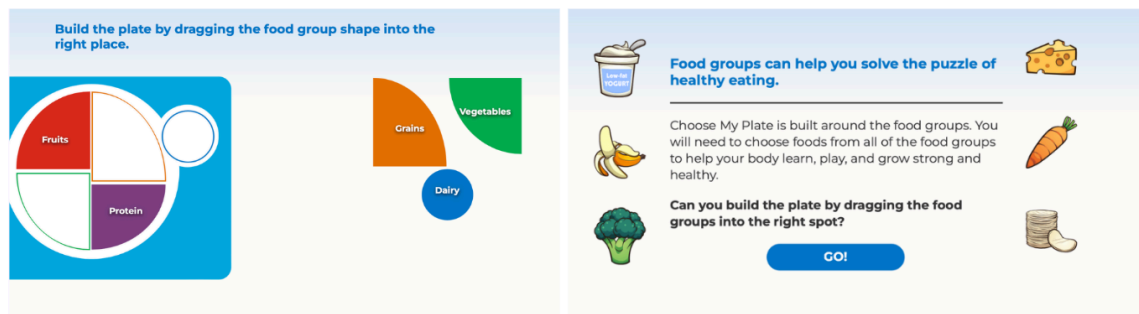 Build the plate by dragging the food group shape into the
right place.
Fruits
Protein
Grains
Vegetables
Dairy
Low-fat
YOGURT
Food groups can help you solve the puzzle of
healthy eating.
Choose My Plate is built around the food groups. You
will need to choose foods from all of the food groups
to help your body learn, play, and grow strong and
healthy.
Can you build the plate by dragging the food
groups into the right spot?
GO!